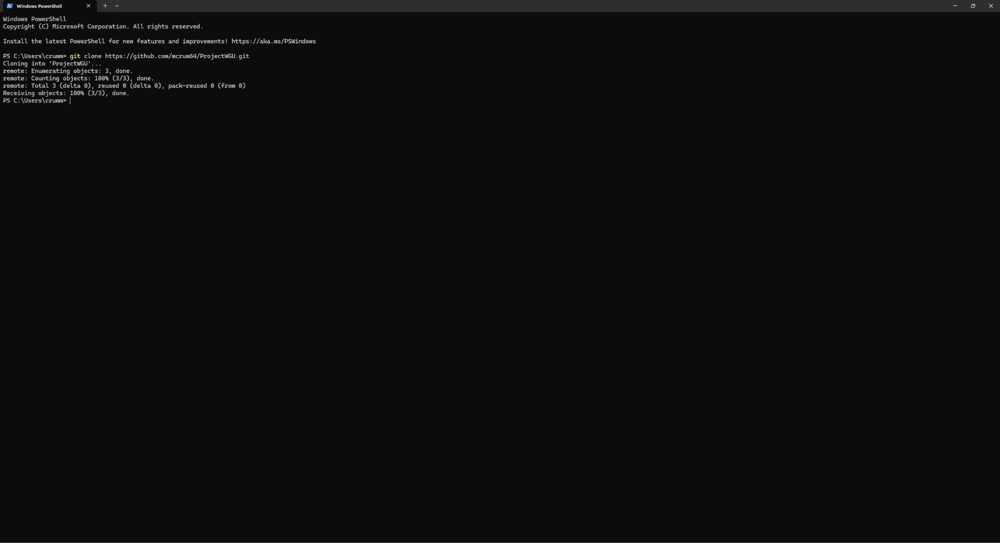 Windows PowerShell
Windows PowerShell
Copyright (C) Microsoft Corporation. All rights reserved.
Install the latest PowerShell for new features and improvements! https://aka.ms/PSWindows
PS C:\Users\crumm> git clone https://github.com/mcrum64/ProjectWGU.git
Cloning into 'ProjectWGU'...
remote: Enumerating objects: 3, done.
remote: Counting objects: 100% (3/3), done.
remote: Total 3 (delta 0), reused 0 (delta 0), pack-reused 0 (from 0)
Receiving objects: 100% (3/3), done.
PS C:\Users\crumm>